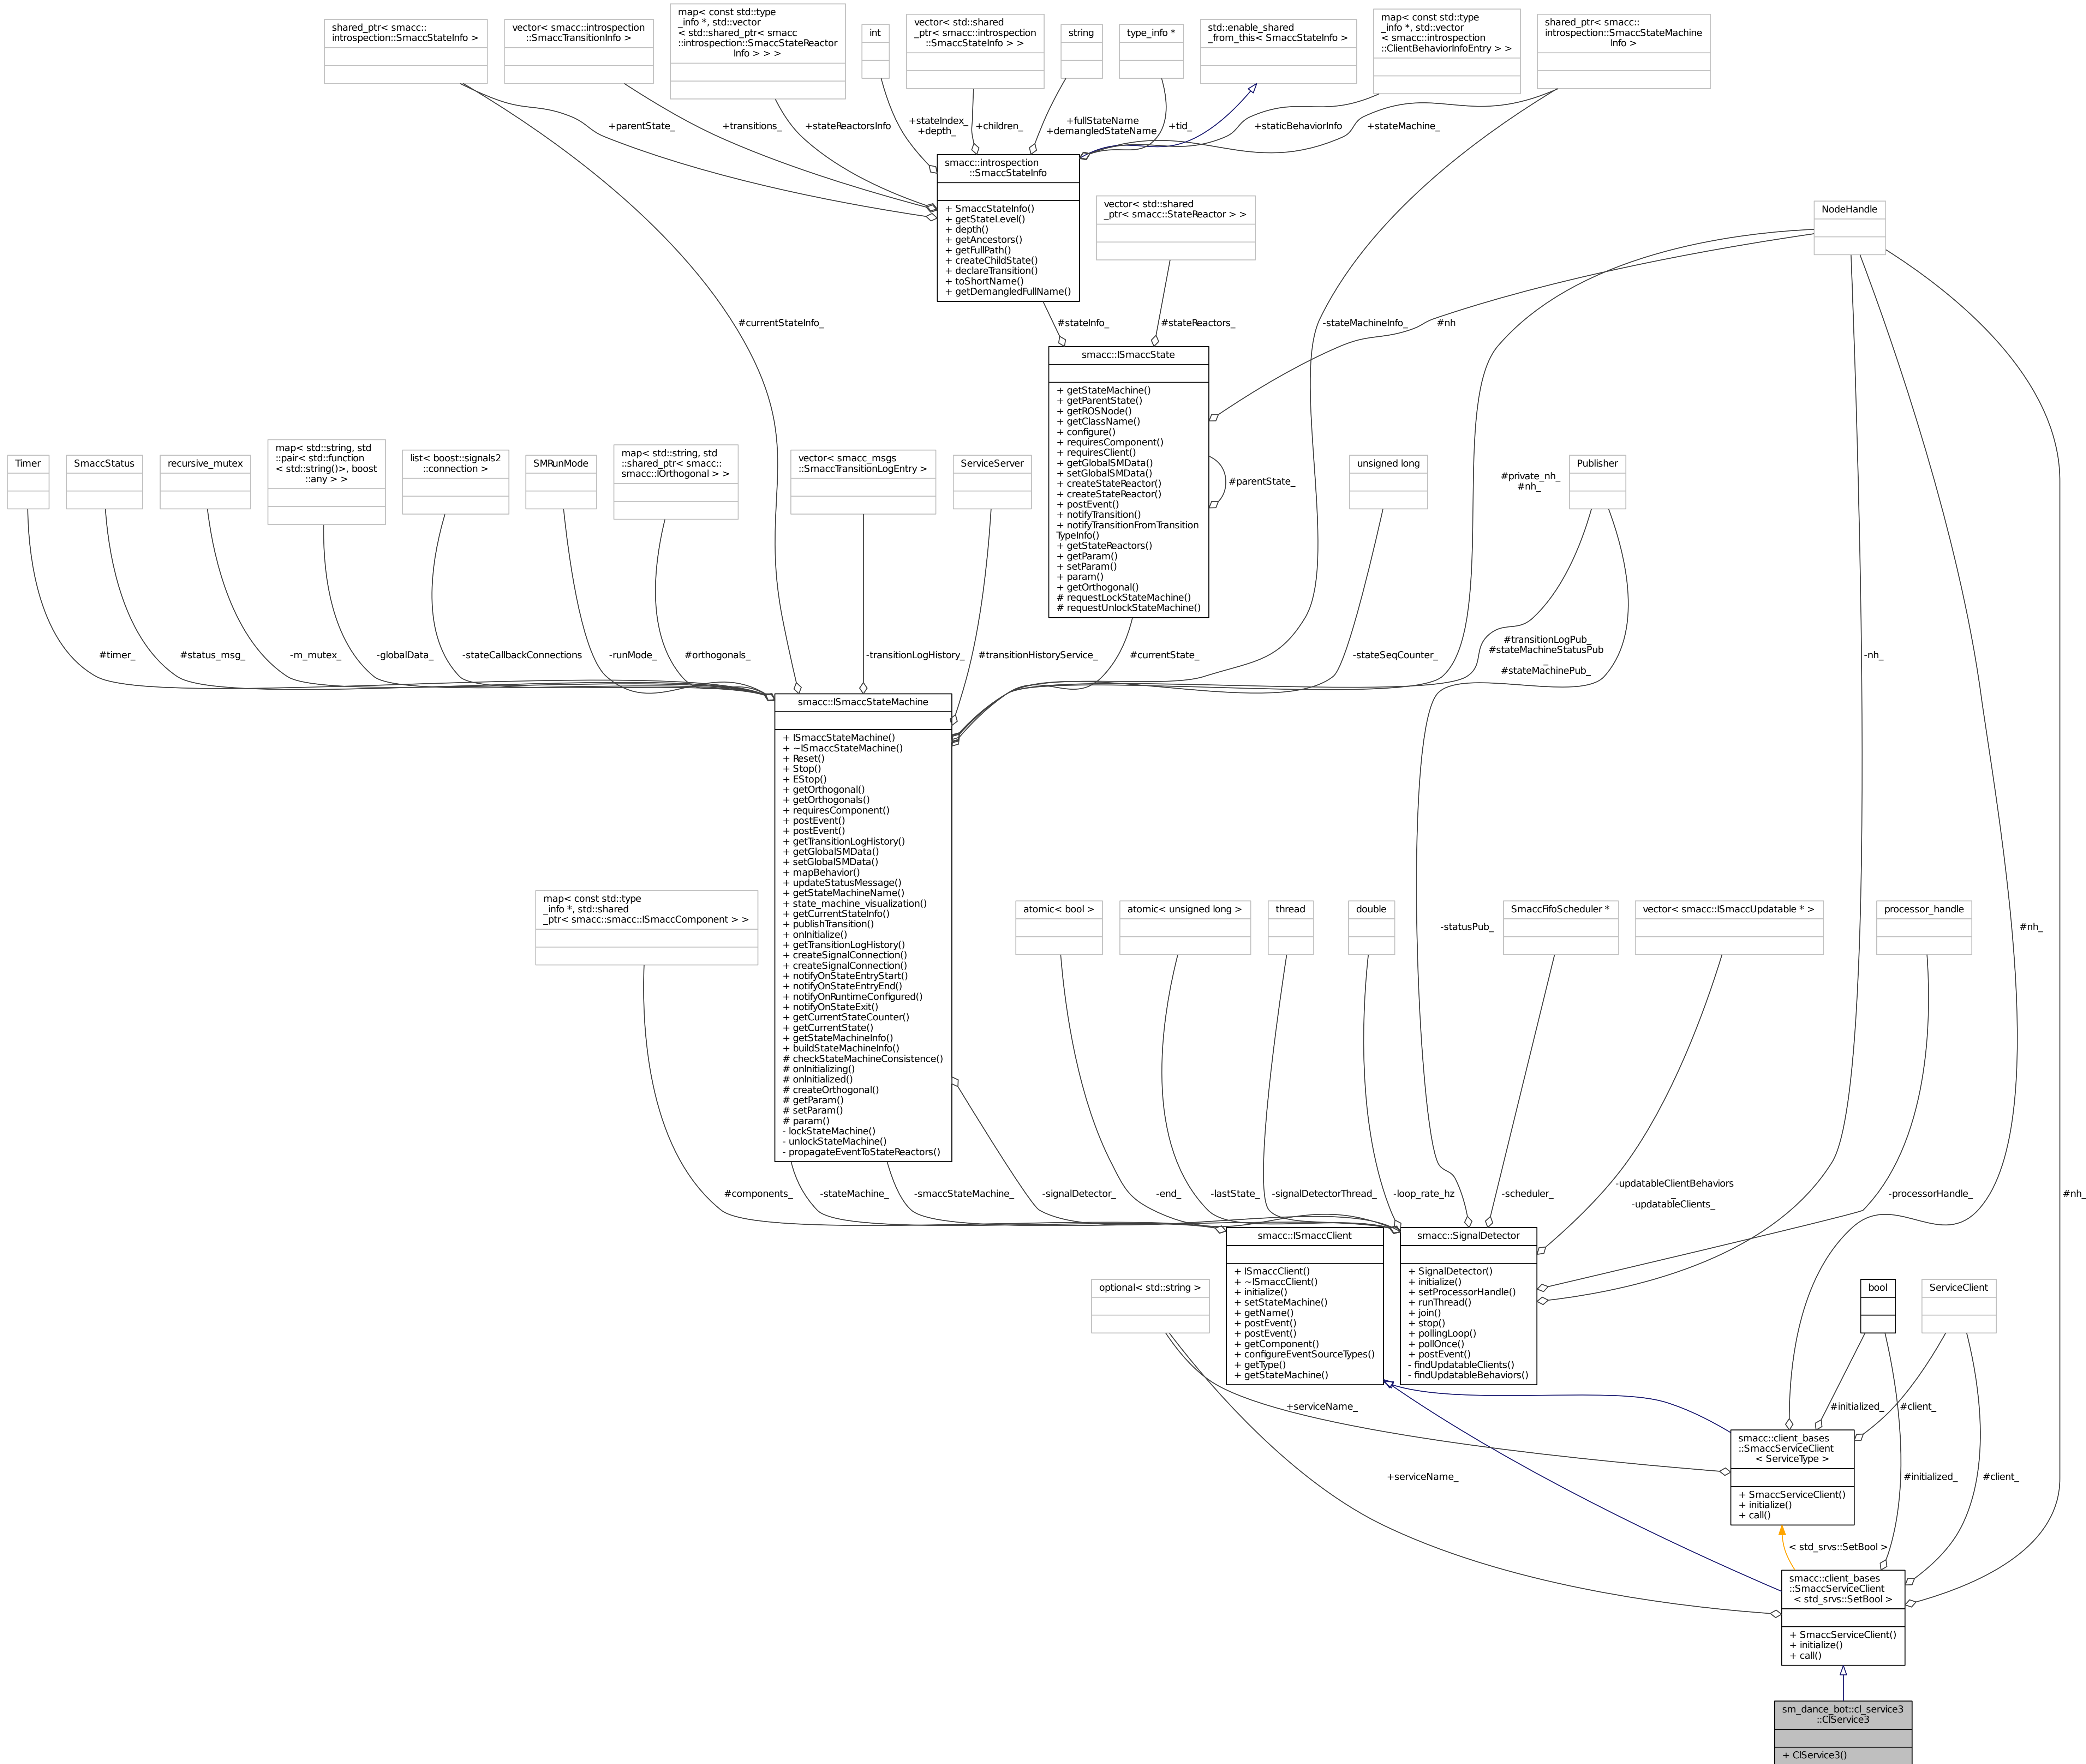 shared_ptr< smacc::
introspection::SmaccStateInfo >
vector< smacc::introspection
::SmaccTransitionInfo >
map< const std::type
_info *, std::vector
< std::shared_ptr< smacc
::introspection::SmaccStateReactor
Info > > >
int
vector< std::shared
_ptr< smacc::introspection
::SmaccStateInfo > >
string
type_info *
std::enable_shared
_from_this< SmaccStateInfo >
map< const std::type
_info *, std::vector
< smacc::introspection
::ClientBehaviorInfoEntry > >
shared_ptr< smacc::
introspection::SmaccStateMachine
Info >
+parentState_
+transitions_
+stateReactorsInfo
+stateIndex_
+depth_
+children_
+fullStateName
+demangledStateName
+tid_
+staticBehaviorInfo
+stateMachine_
smacc::introspection
::SmaccStateInfo
+ SmaccStateInfo()
+ getStateLevel()
+ depth()
+ getAncestors()
+ getFullPath()
+ createChildState()
+ declareTransition()
+ toShortName()
+ getDemangledFullName()
vector< std::shared
_ptr< smacc::StateReactor > >
NodeHandle
#currentStateInfo_
#stateInfo_
#stateReactors_
-stateMachineInfo_
#nh
smacc::ISmaccState
+ getStateMachine()
+ getParentState()
+ getROSNode()
+ getClassName()
+ configure()
+ requiresComponent()
+ requiresClient()
+ getGlobalSMData()
+ setGlobalSMData()
+ createStateReactor()
+ createStateReactor()
+ postEvent()
+ notifyTransition()
+ notifyTransitionFromTransition
TypeInfo()
+ getStateReactors()
+ getParam()
+ setParam()
+ param()
+ getOrthogonal()
# requestLockStateMachine()
# requestUnlockStateMachine()
#parentState_
Timer
SmaccStatus
recursive_mutex
map< std::string, std
::pair< std::function
< std::string()>, boost
::any > >
list< boost::signals2
::connection >
SMRunMode
map< std::string, std
::shared_ptr< smacc::
smacc::IOrthogonal > >
vector< smacc_msgs
::SmaccTransitionLogEntry >
ServiceServer
unsigned long
#private_nh_
#nh_
Publisher
#timer_
#status_msg_
-m_mutex_
-globalData_
-stateCallbackConnections
-runMode_
#orthogonals_
-transitionLogHistory_
#transitionHistoryService_
#currentState_
-stateSeqCounter_
#transitionLogPub_
#stateMachineStatusPub
_
#stateMachinePub_
-nh_
smacc::ISmaccStateMachine
+ ISmaccStateMachine()
+ ~ISmaccStateMachine()
+ Reset()
+ Stop()
+ EStop()
+ getOrthogonal()
+ getOrthogonals()
+ requiresComponent()
+ postEvent()
+ postEvent()
+ getTransitionLogHistory()
+ getGlobalSMData()
+ setGlobalSMData()
+ mapBehavior()
+ updateStatusMessage()
+ getStateMachineName()
+ state_machine_visualization()
+ getCurrentStateInfo()
+ publishTransition()
+ onInitialize()
+ getTransitionLogHistory()
+ createSignalConnection()
+ createSignalConnection()
+ notifyOnStateEntryStart()
+ notifyOnStateEntryEnd()
+ notifyOnRuntimeConfigured()
+ notifyOnStateExit()
+ getCurrentStateCounter()
+ getCurrentState()
+ getStateMachineInfo()
+ buildStateMachineInfo()
# checkStateMachineConsistence()
# onInitializing()
# onInitialized()
# createOrthogonal()
# getParam()
# setParam()
# param()
- lockStateMachine()
- unlockStateMachine()
- propagateEventToStateReactors()
map< const std::type
_info *, std::shared
_ptr< smacc::smacc::ISmaccComponent > >
atomic< bool >
atomic< unsigned long >
thread
double
-statusPub_
SmaccFifoScheduler *
vector< smacc::ISmaccUpdatable * >
processor_handle
#nh_
#components_
-stateMachine_
-smaccStateMachine_
-signalDetector_
-end_
-lastState_
-signalDetectorThread_
-loop_rate_hz
-scheduler_
-updatableClientBehaviors
_
-updatableClients_
-processorHandle_
#nh_
smacc::ISmaccClient
+ ISmaccClient()
+ ~ISmaccClient()
+ initialize()
+ setStateMachine()
+ getName()
+ postEvent()
+ postEvent()
+ getComponent()
+ configureEventSourceTypes()
+ getType()
+ getStateMachine()
smacc::SignalDetector
+ SignalDetector()
+ initialize()
+ setProcessorHandle()
+ runThread()
+ join()
+ stop()
+ pollingLoop()
+ pollOnce()
+ postEvent()
- findUpdatableClients()
- findUpdatableBehaviors()
optional< std::string >
bool
ServiceClient
+serviceName_
#initialized_
#client_
smacc::client_bases
::SmaccServiceClient
< ServiceType >
+ SmaccServiceClient()
+ initialize()
+ call()
+serviceName_
#initialized_
#client_
< std_srvs::SetBool >
smacc::client_bases
::SmaccServiceClient
< std_srvs::SetBool >
+ SmaccServiceClient()
+ initialize()
+ call()
sm_dance_bot::cl_service3
::ClService3
+ ClService3()